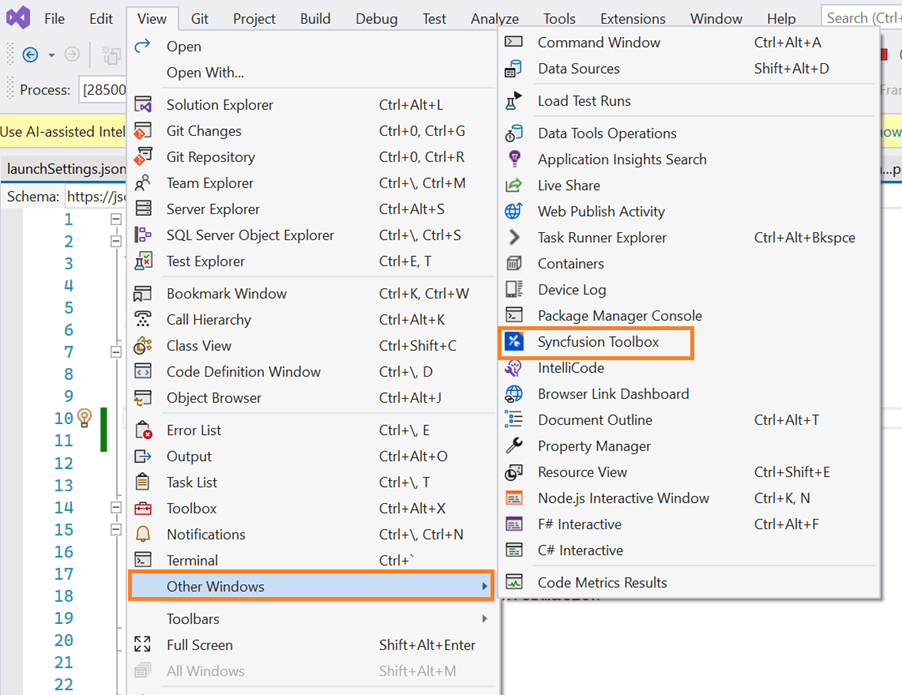 File Edit View Git Project Build Debug Test Analyze Tools Extensions Window Help Search (Ctrl+
Process: [28500
Use AI-assisted Intel
launchSettings.json
Schema: https://jsc
1
2
3
4
5
6
7
8
9
10
11
12
13
14
15
16
17
18
19
20
21
22
Open
Open With...
Solution Explorer Ctrl+Alt+L
Git Changes Ctrl+0, Ctrl+G
Git Repository Ctrl+0, Ctrl+R
Team Explorer Ctrl+\, Ctrl+M
Server Explorer Ctrl+Alt+S
SQL Server Object Explorer Ctrl+\, Ctrl+S
Test Explorer Ctrl+E, T
Bookmark Window Ctrl+K, Ctrl+W
Call Hierarchy Ctrl+Alt+K
Class View Ctrl+Shift+C
Code Definition Window Ctrl+\, D
Object Browser Ctrl+Alt+J
Error List Ctrl+\, E
Output Ctrl+Alt+O
Task List Ctrl+\, T
Toolbox Ctrl+Alt+X
Notifications Ctrl+\, Ctrl+N
Terminal Ctrl+`
Other Windows
Toolbars
Full Screen Shift+Alt+Enter
All Windows Shift+Alt+M
Command Window Ctrl+Alt+A
Data Sources Shift+Alt+D
Load Test Runs
Data Tools Operations
Application Insights Search
Live Share
Web Publish Activity
Task Runner Explorer Ctrl+Alt+Bkspce
Containers
Device Log
Package Manager Console
Syncfusion Toolbox
IntelliCode
Browser Link Dashboard
Document Outline Ctrl+Alt+T
Property Manager
Resource View Ctrl+Shift+E
Node.js Interactive Window Ctrl+K, N
F# Interactive Ctrl+Alt+F
C# Interactive
Code Metrics Results